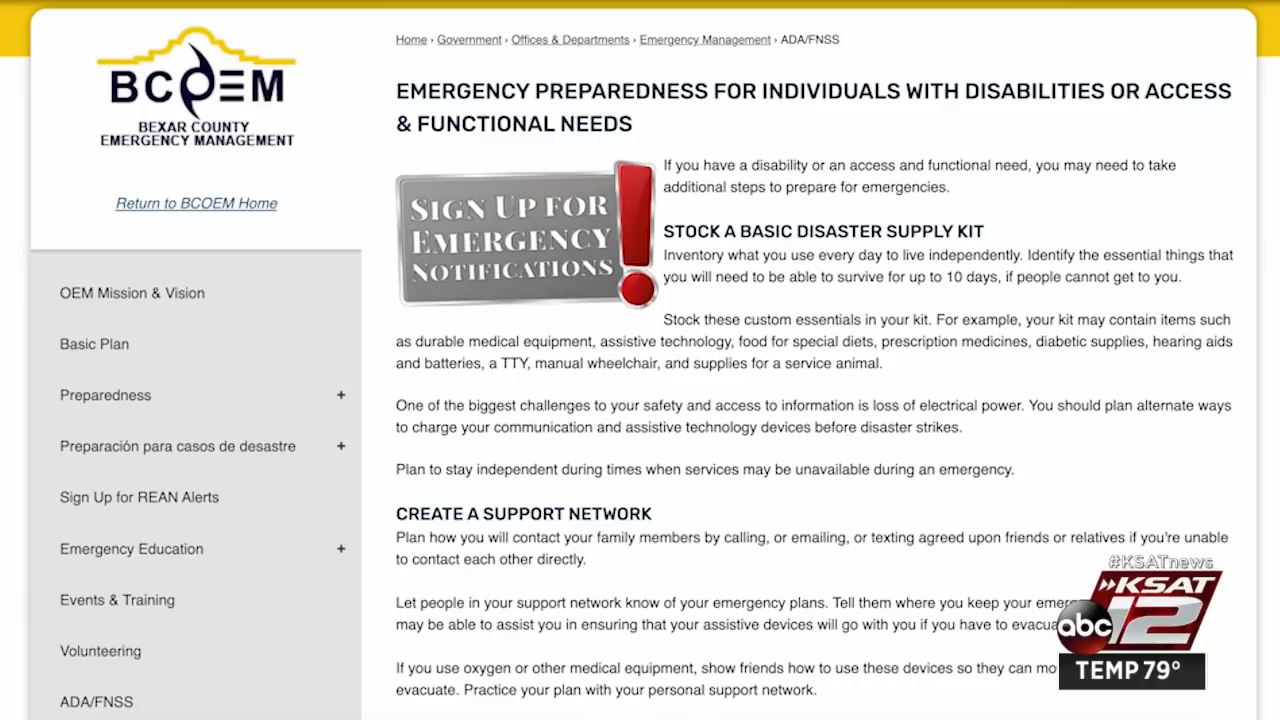 BCOEM
BEXAR COUNTY
EMERGENCY MANAGEMENT
Return to BCOEM Home
OEM Mission & Vision
Basic Plan
Preparedness +
Preparación para casos de desastre +
Sign Up for REAN Alerts
Emergency Education +
Events & Training
Volunteering
ADA/FNSS
Home › Government › Offices & Departments › Emergency Management › ADA/FNSS
EMERGENCY PREPAREDNESS FOR INDIVIDUALS WITH DISABILITIES OR ACCESS
& FUNCTIONAL NEEDS
SIGN UP FOR
EMERGENCY
NOTIFICATIONS
!
If you have a disability or an access and functional need, you may need to take
additional steps to prepare for emergencies.
STOCK A BASIC DISASTER SUPPLY KIT
Inventory what you use every day to live independently. Identify the essential things that
you will need to be able to survive for up to 10 days, if people cannot get to you.
Stock these custom essentials in your kit. For example, your kit may contain items such
as durable medical equipment, assistive technology, food for special diets, prescription medicines, diabetic supplies, hearing aids
and batteries, a TTY, manual wheelchair, and supplies for a service animal.
One of the biggest challenges to your safety and access to information is loss of electrical power. You should plan alternate ways
to charge your communication and assistive technology devices before disaster strikes.
Plan to stay independent during times when services may be unavailable during an emergency.
CREATE A SUPPORT NETWORK
Plan how you will contact your family members by calling, or emailing, or texting agreed upon friends or relatives if you're unable
to contact each other directly.
Let people in your support network know of your emergency plans. Tell them where you keep your
may be able to assist you in ensuring that your assistive devices will go with you if you have to
If you use oxygen or other medical equipment, show friends how to use these devices so they can
evacuate. Practice your plan with your personal support network.
#KSATnews
KSAT
abc 12
TEMP 79°